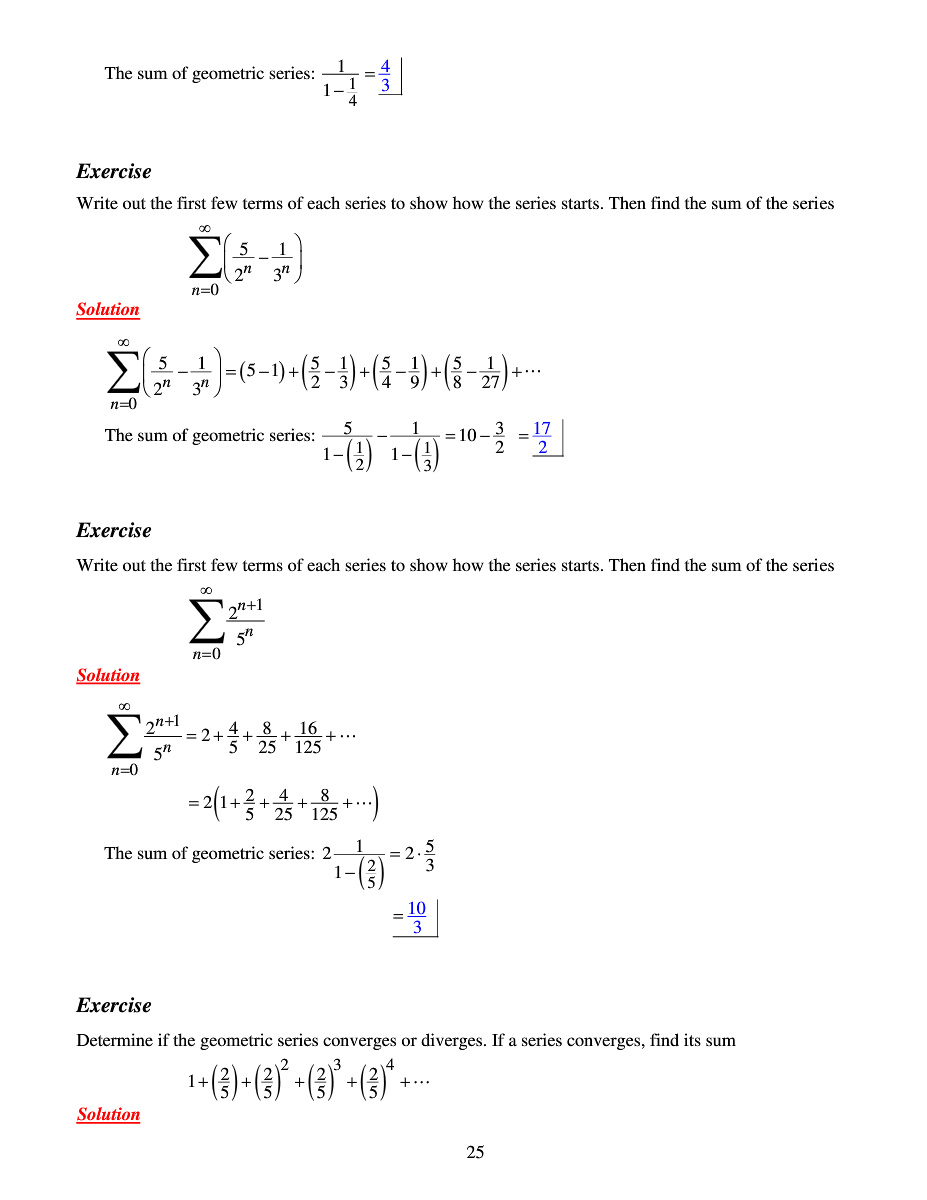 The sum of geometric series: $\frac{1}{1-\frac{1}{4}} = \frac{4}{3}$
Exercise
Write out the first few terms of each series to show how the series starts. Then find the sum of the series
$\sum_{n=0}^{\infty}\left(\frac{5}{2^n}-\frac{1}{3^n}\right)$
Solution
$\sum_{n=0}^{\infty}\left(\frac{5}{2^n}-\frac{1}{3^n}\right) = (5-1)+\left(\frac{5}{2}-\frac{1}{3}\right)+\left(\frac{5}{4}-\frac{1}{9}\right)+\left(\frac{5}{8}-\frac{1}{27}\right)+\cdots$
The sum of geometric series: $\frac{5}{1-\left(\frac{1}{2}\right)}-\frac{1}{1-\left(\frac{1}{3}\right)} = 10-\frac{3}{2} = \frac{17}{2}$
Exercise
Write out the first few terms of each series to show how the series starts. Then find the sum of the series
$\sum_{n=0}^{\infty}\frac{2^{n+1}}{5^n}$
Solution
$\sum_{n=0}^{\infty}\frac{2^{n+1}}{5^n} = 2+\frac{4}{5}+\frac{8}{25}+\frac{16}{125}+\cdots$
$= 2\left(1+\frac{2}{5}+\frac{4}{25}+\frac{8}{125}+\cdots\right)$
The sum of geometric series: $2\frac{1}{1-\left(\frac{2}{5}\right)} = 2\cdot\frac{5}{3}$
$= \frac{10}{3}$
Exercise
Determine if the geometric series converges or diverges. If a series converges, find its sum
$1+\left(\frac{2}{5}\right)+\left(\frac{2}{5}\right)^2+\left(\frac{2}{5}\right)^3+\left(\frac{2}{5}\right)^4+\cdots$
Solution
25